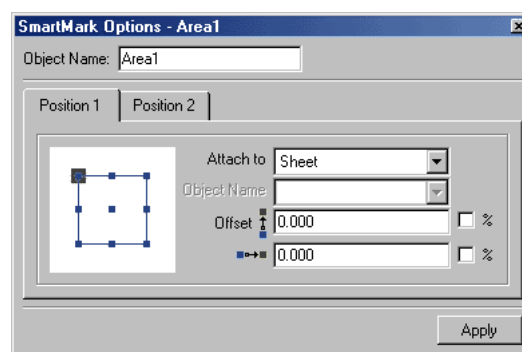 SmartMark Options - Area1
Object Name: Area1
Position 1 Position 2
Attach to Sheet
Object Name
Offset 0.000 %
0.000 %
Apply